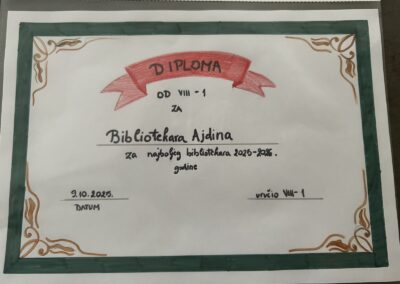 DIPLOMA
OD VIII-1
ZA
Bibliotekara Ajdina
za najboljeg bibliotekara 2025-2026.
godine
9.10.2025. uručio VIII-1
DATUM